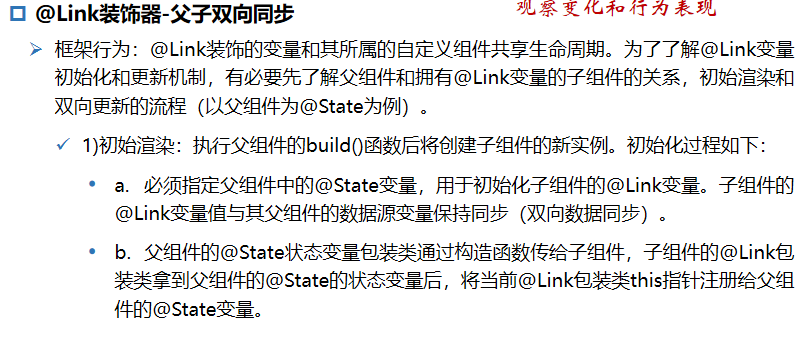 观察变化和行为表现
@Link装饰器-父子双向同步
框架行为：@Link装饰的变量和其所属的自定义组件共享生命周期。为了了解@Link变量
初始化和更新机制，有必要先了解父组件和拥有@Link变量的子组件的关系，初始渲染和
双向更新的流程（以父组件为@State为例）。
1)初始渲染：执行父组件的build()函数后将创建子组件的新实例。初始化过程如下：
a. 必须指定父组件中的@State变量，用于初始化子组件的@Link变量。子组件的
@Link变量值与其父组件的数据源变量保持同步（双向数据同步）。
b. 父组件的@State状态变量包装类通过构造函数传给子组件，子组件的@Link包
装类拿到父组件的@State的状态变量后，将当前@Link包装类this指针注册给父组
件的@State变量。